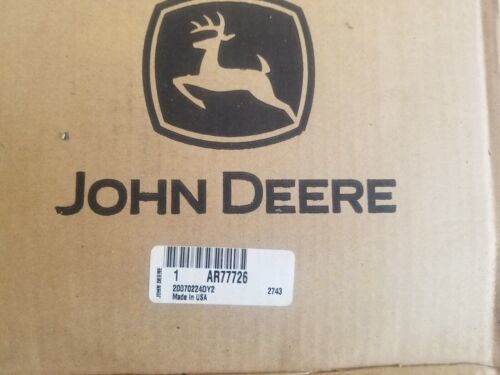 JOHN DEERE
JOHN DEERE
1 AR77726
20070224DY2 2743
Made in USA